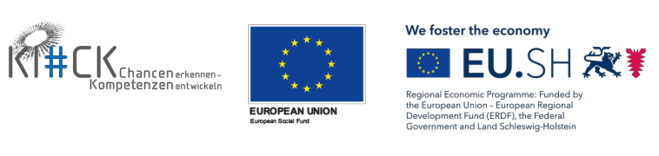 KI#CK
Chancen erkennen –
Kompetenzen entwickeln
EUROPEAN UNION
European Social Fund
We foster the economy
EU.SH
Regional Economic Programme: Funded by
the European Union – European Regional
Development Fund (ERDF), the Federal
Government and Land Schleswig-Holstein